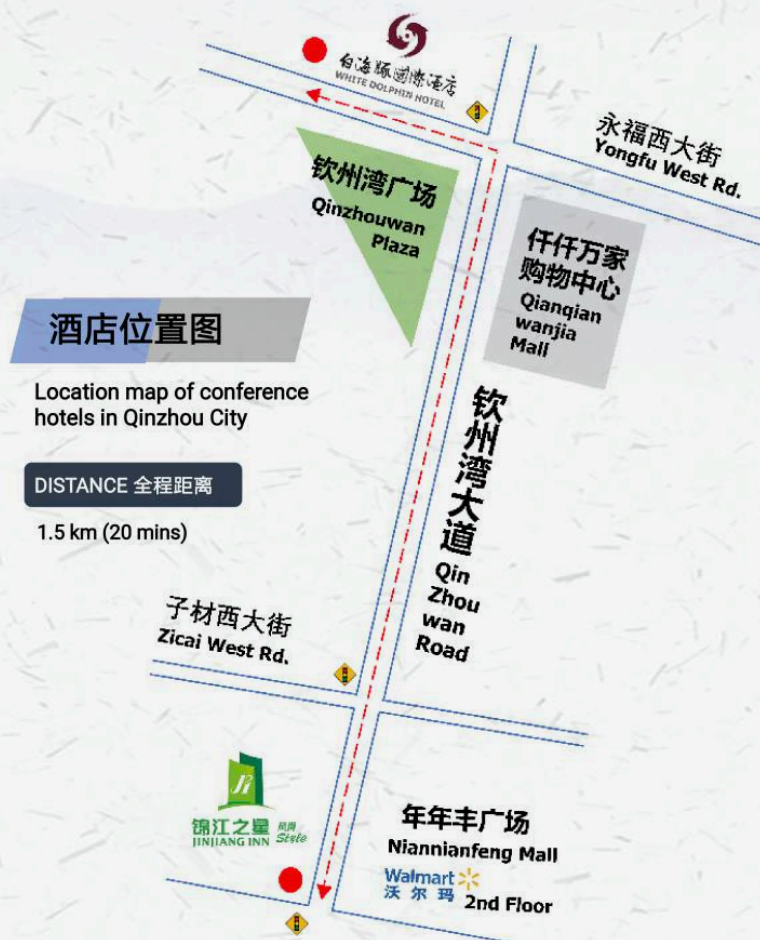 白海豚國際酒店
WHITE DOLPHIN HOTEL
永福西大街
Yongfu West Rd.
钦州湾广场
Qinzhouwan
Plaza
仟仟万家
购物中心
Qianqian
wanjia
Mall
酒店位置图
Location map of conference
hotels in Qinzhou City
DISTANCE 全程距离
1.5 km (20 mins)
钦州湾大道
Qin
Zhou
wan
Road
子材西大街
Zicai West Rd.
锦江之星 风尚
JINJIANG INN Style
年年丰广场
Niannianfeng Mall
Walmart
沃尔玛
2nd Floor